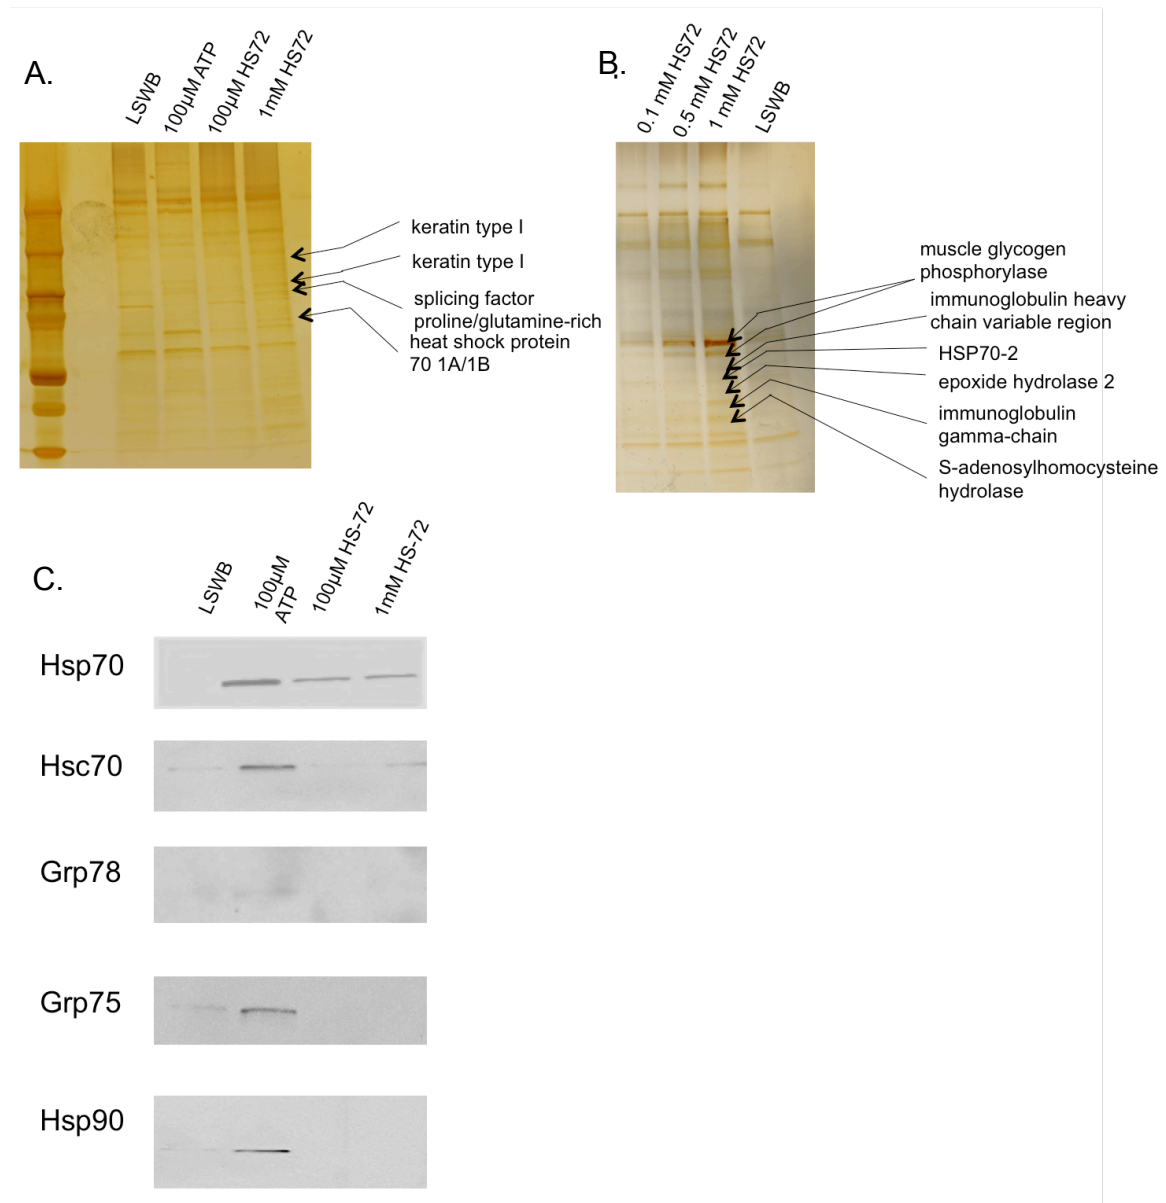 A.
LSWB
100µM ATP
100µM HS72
1mM HS72
keratin type I
keratin type I
splicing factor
proline/glutamine-rich
heat shock protein
70 1A/1B
B.
0.1 mM HS72
0.5 mM HS72
1 mM HS72
LSWB
muscle glycogen
phosphorylase
immunoglobulin heavy
chain variable region
HSP70-2
epoxide hydrolase 2
immunoglobulin
gamma-chain
S-adenosylhomocysteine
hydrolase
C.
LSWB
100µM
ATP
100µM HS-72
1mM HS-72
Hsp70
Hsc70
Grp78
Grp75
Hsp90